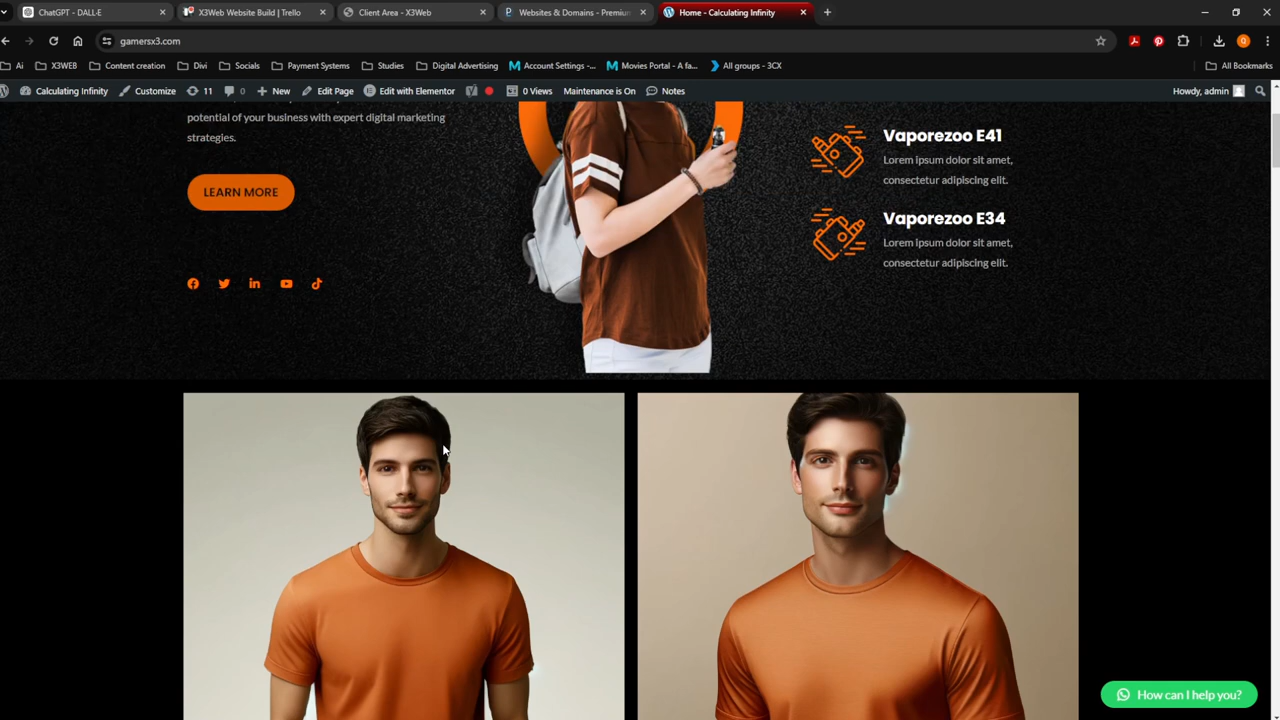 ChatGPT - DALL·E
X3Web Website Build | Trello
Client Area - X3Web
Websites & Domains - Premium
Home - Calculating Infinity
gamersx3.com
Ai
X3WEB
Content creation
Divi
Socials
Payment Systems
Studies
Digital Advertising
Account Settings -...
Movies Portal - A fa...
All groups - 3CX
All Bookmarks
Calculating Infinity
Customize
11
0
New
Edit Page
Edit with Elementor
0 Views
Maintenance is On
Notes
Howdy, admin
potential of your business with expert digital marketing
strategies.
LEARN MORE
Vaporezoo E41
Lorem ipsum dolor sit amet,
consectetur adipiscing elit.
Vaporezoo E34
Lorem ipsum dolor sit amet,
consectetur adipiscing elit.
How can I help you?